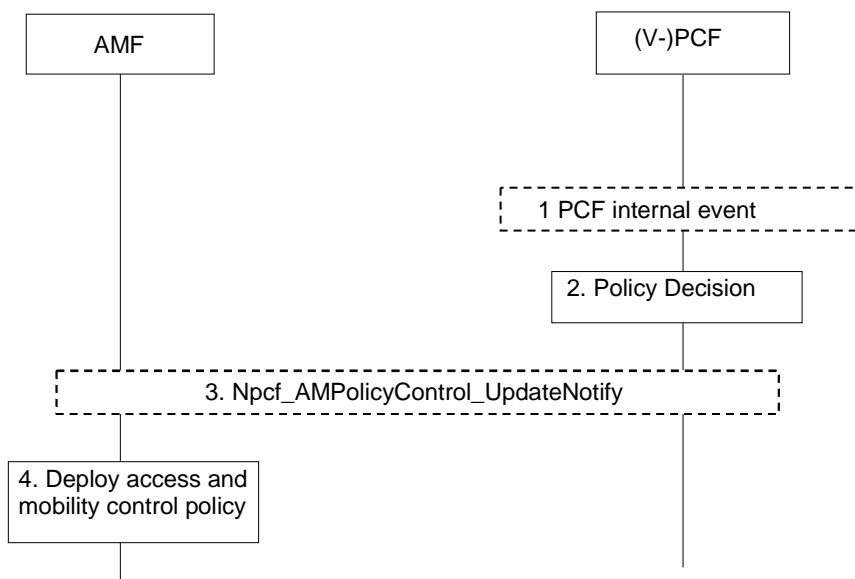 AMF
(V-)PCF
1 PCF internal event
2. Policy Decision
3. Npcf_AMPolicyControl_UpdateNotify
4. Deploy access and
mobility control policy